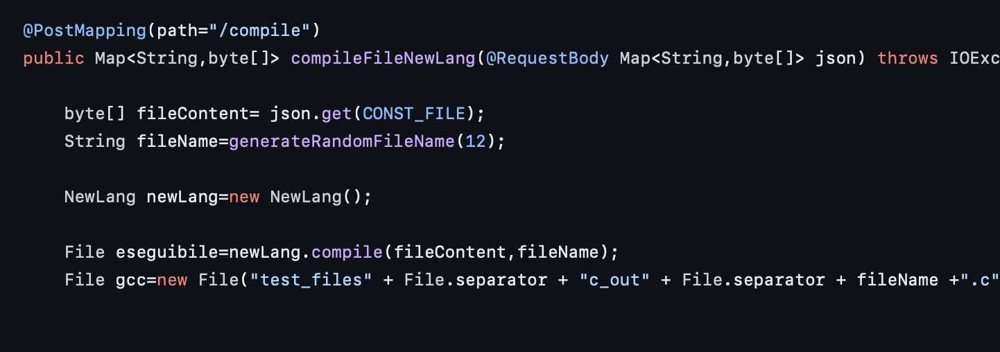 @PostMapping(path="/compile")
public Map<String,byte[]> compileFileNewLang(@RequestBody Map<String,byte[]> json) throws IOExc
byte[] fileContent= json.get(CONST_FILE);
String fileName=generateRandomFileName(12);
NewLang newLang=new NewLang();
File eseguibile=newLang.compile(fileContent,fileName);
File gcc=new File("test_files" + File.separator + "c_out" + File.separator + fileName +".c"